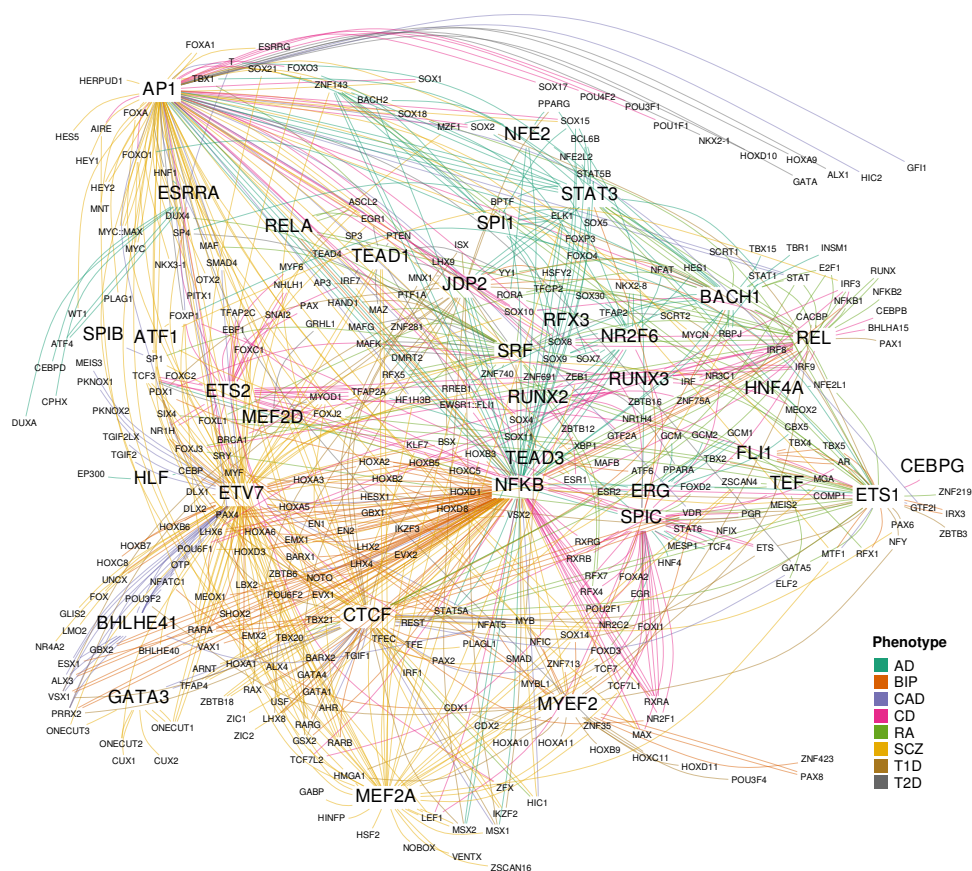 FOXA1
ESRRG
T
SOX21 FOXO3
HERPUD1 TBX1 ZNF143 SOX1
AP1
SOX17
POU4F2
BACH2
PPARG
POU3F1
FOXA SOX18 SOX15
AIRE
MZF1 SOX2 POU1F1
HES5
NFE2
BCL6B
NKX2-1
FOXO1 NFE2L2 HOXD10 HOXA9
HEY1
HNF1 STAT5B ALX1 HIC2 GFI1
GATA
HEY2 ESRRA STAT3
MNT
ASCL2 BPTF
DUX4 EGR1 SPI1 ELK1 SOX5
MYC::MAX SP4 RELA SP3 PTEN
FOXP3
MYC MAF TEAD4 TEAD1 ISX FOXO4 SCRT1 TBX15 TBR1 INSM1
NKX3-1 SMAD4 MYF6 LHX9 YY1 HSFY2 NFAT HES1 STAT1 STAT E2F1
OTX2 NHLH1 AP3 IRF7 MNX1 JDP2 RORA TFCP2 NKX2-8 IRF3 RUNX
PLAG1 PITX1 HAND1 PTF1A SOX30 BACH1 NFKB1 NFKB2
WT1 FOXP1 TFAP2C SNAI2 PAX MAZ SOX10 RFX3 TFAP2 SCRT2 CACBP CEBPB
SPIB ATF1 EBF1 GRHL1 MAFG ZNF281 NR2F6 MYCN RBPJ REL BHLHA15
ATF4 FOXC1 MAFK SRF SOX8 IRF8 PAX1
CEBPD MEIS3 SP1 DMRT2 SOX9 SOX7
TCF3 FOXC2 RFX5 ZNF740 ZNF691 ZEB1 RUNX3 IRF NR3C1 IRF9
CPHX PKNOX1 PDX1 ETS2 MYOD1 TFAP2A RREB1 RUNX2 HNF4A NFE2L1
DUXA PKNOX2 SIX4 MEF2D FOXJ2 HF1H3B EWSR1::FLI1 ZBTB16 ZNF75A MEOX2
TGIF2LX NR1H FOXL1 SOX4 NR1H4 CBX5
TGIF2 BRCA1 KLF7 BSX SOX11 ZBTB12 GTF2A GCM GCM2 GCM1 TBX4 TBX5
FOXJ3 SRY HOXA2 HOXB5 HOXB3 TEAD3 XBP1 TBX2 FLI1 AR CEBPG
EP300 HLF CEBP MYF HOXA3 HOXB2 HOXC5 MAFB ATF6 PPARA ZSCAN4
DLX1 ETV7 HESX1 HOXD1 NFKB ESR1 ERG FOXD2 TEF MGA ETS1 ZNF219
DLX2 PAX4 HOXA5 GBX1 HOXD8 VSX2 ESR2 SPIC VDR PGR MEIS2 COMP1 GTF2I IRX3
HOXB6 LHX6 HOXA6 EN1 EN2 IKZF3 STAT6 NFIX PAX6 ZBTB3
HOXB7 POU6F1 HOXD3 EMX1 LHX2 EVX2 RXRG MESP1 TCF4 ETS NFY
HOXC8 OTP BARX1 LHX4 RXRB HNF4 MTF1 RFX1
UNCX NFATC1 LBX2 ZBTB6 NOTO RFX7 FOXA2 GATA5
FOX POU3F2 MEOX1 POU6F2 EVX1 RFX4 EGR ELF2
GLIS2 SHOX2 CTCF STAT5A POU2F1
LMO2 BHLHE41 RARA EMX2 TBX21 REST NFAT5 MYB NR2C2 FOXI1
NR4A2 VAX1 TBX20 TFEC TFE PLAGL1 NFIC SOX14
GBX2 BHLHE40 BARX2 TGIF1 PAX2 SMAD ZNF713 FOXD3 Phenotype
ESX1 HOXA1 ALX4 GATA4 IRF1 TCF7 AD
ALX3 ARNT RAX GATA1 MYBL1 TCF7L1 BIP
VSX1 GATA3 TFAP4 USF AHR CDX1 MYEF2 RXRA CAD
PRRX2 ZBTB18 LHX8 RARG NR2F1 CD
ONECUT3 ONECUT1 ZIC1 GSX2 RARB CDX2 ZNF35 MAX RA
ONECUT2 ZIC2 TCF7L2 HOXA10 HOXA11 HOXB9 SCZ
CUX1 CUX2 HOXC11 HOXD11 ZNF423 T1D
HMGA1 POU3F4 PAX8 T2D
GABP MEF2A ZFX
HINFP HIC1
LEF1 IKZF2
HSF2 MSX2 MSX1
NOBOX VENTX
ZSCAN16